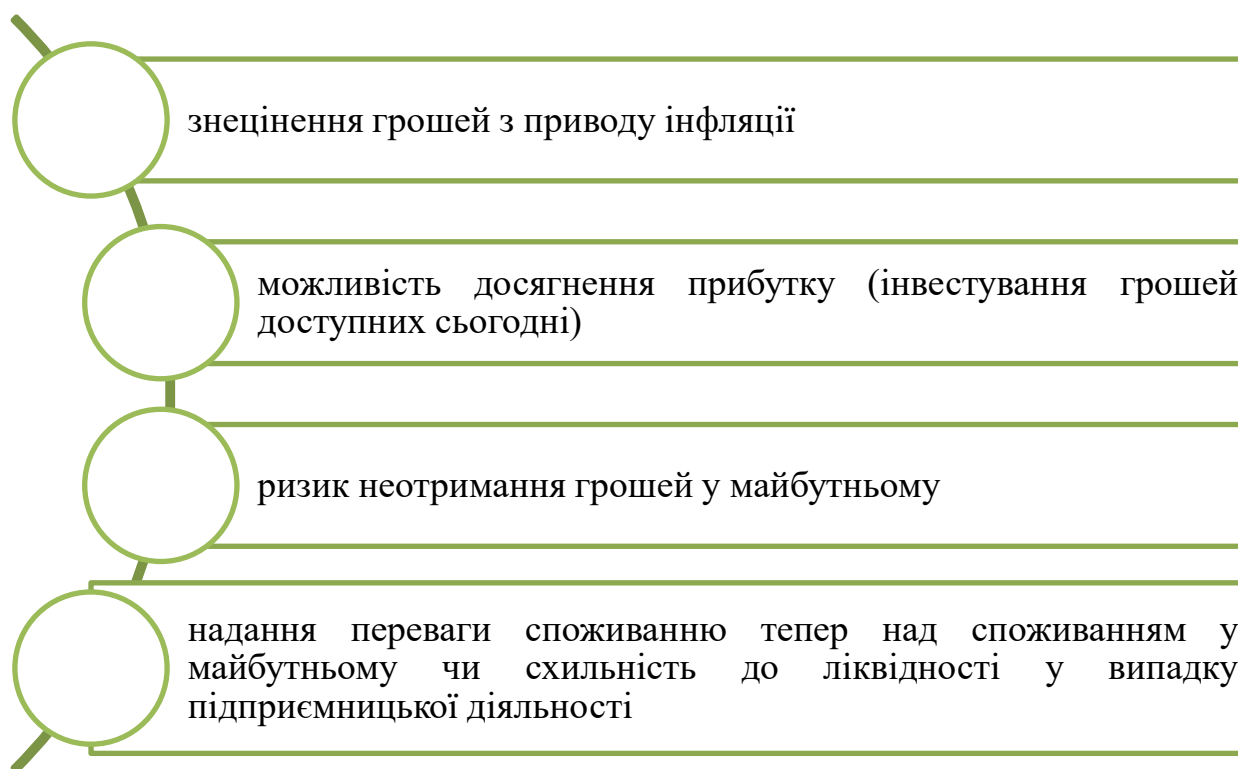 знецінення грошей з приводу інфляції
можливість досягнення прибутку (інвестування грошей
доступних сьогодні)
ризик неотримання грошей у майбутньому
надання переваги споживанню тепер над споживанням у
майбутньому чи схильність до ліквідності у випадку
підприємницької діяльності